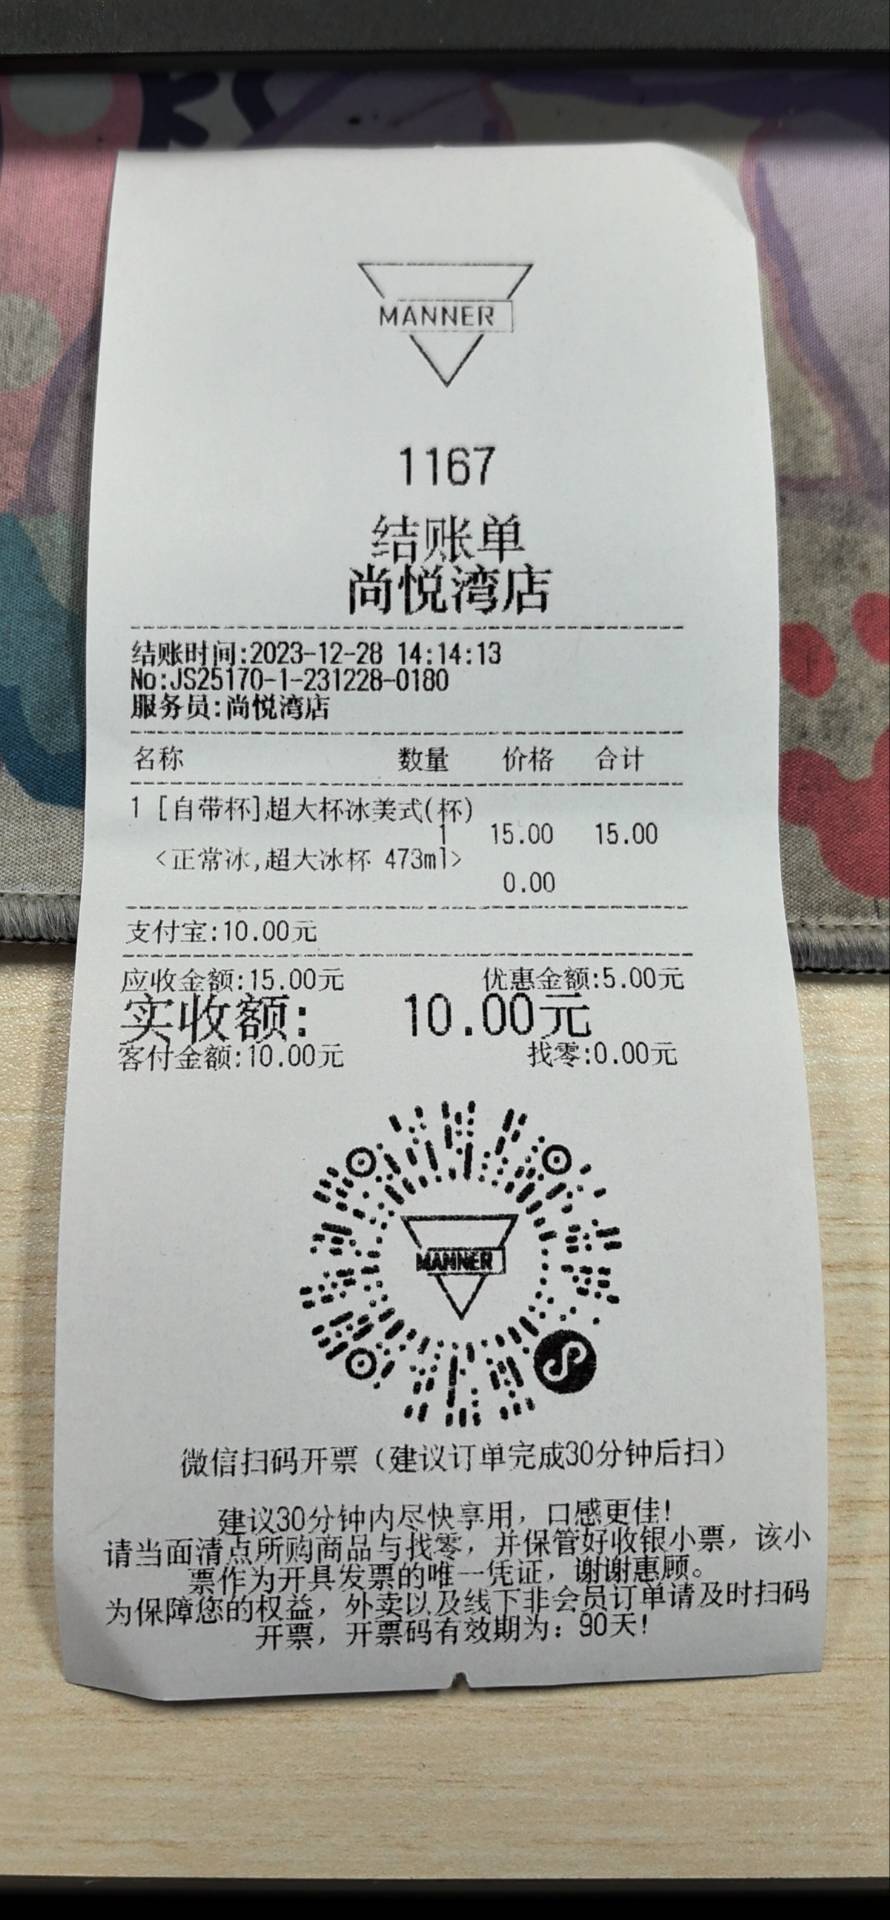 MANNER
1167
结账单
尚悦湾店
结账时间:2023-12-28 14:14:13
No:JS25170-1-231228-0180
服务员:尚悦湾店
名称 数量 价格 合计
1 [自带杯]超大杯冰美式(杯)
1 15.00 15.00
<正常冰,超大冰杯 473ml>
0.00
支付宝:10.00元
应收金额:15.00元 优惠金额:5.00元
实收额: 10.00元
客付金额:10.00元 找零:0.00元
MANNER
微信扫码开票（建议订单完成30分钟后扫）
建议30分钟内尽快享用，口感更佳!
请当面清点所购商品与找零，并保管好收银小票，该小
票作为开具发票的唯一凭证，谢谢惠顾。
为保障您的权益，外卖以及线下非会员订单请及时扫码
开票，开票码有效期为：90天!